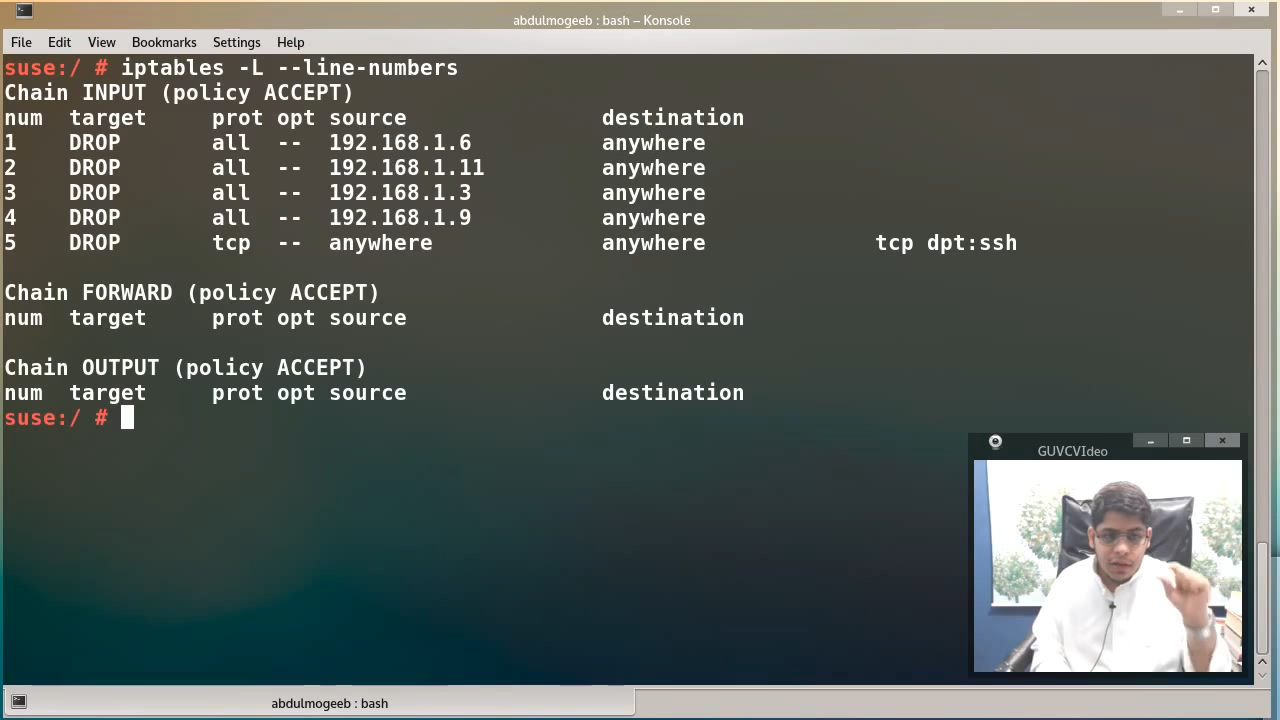 abdulmogeeb : bash – Konsole
File Edit View Bookmarks Settings Help
suse:/ # iptables -L --line-numbers
Chain INPUT (policy ACCEPT)
num target prot opt source destination
1 DROP all -- 192.168.1.6 anywhere
2 DROP all -- 192.168.1.11 anywhere
3 DROP all -- 192.168.1.3 anywhere
4 DROP all -- 192.168.1.9 anywhere
5 DROP tcp -- anywhere anywhere tcp dpt:ssh
Chain FORWARD (policy ACCEPT)
num target prot opt source destination
Chain OUTPUT (policy ACCEPT)
num target prot opt source destination
suse:/ #
GUVCVIdeo
abdulmogeeb : bash